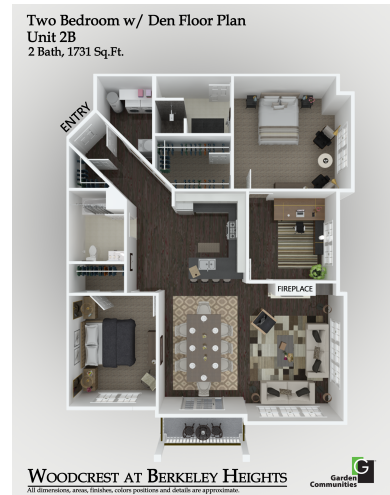 Two Bedroom w/ Den Floor Plan
Unit 2B
2 Bath, 1731 Sq.Ft.
ENTRY
FIREPLACE
WOODCREST AT BERKELEY HEIGHTS
All dimensions, areas, finishes, colors positions and details are approximate.
G
Garden
Communities